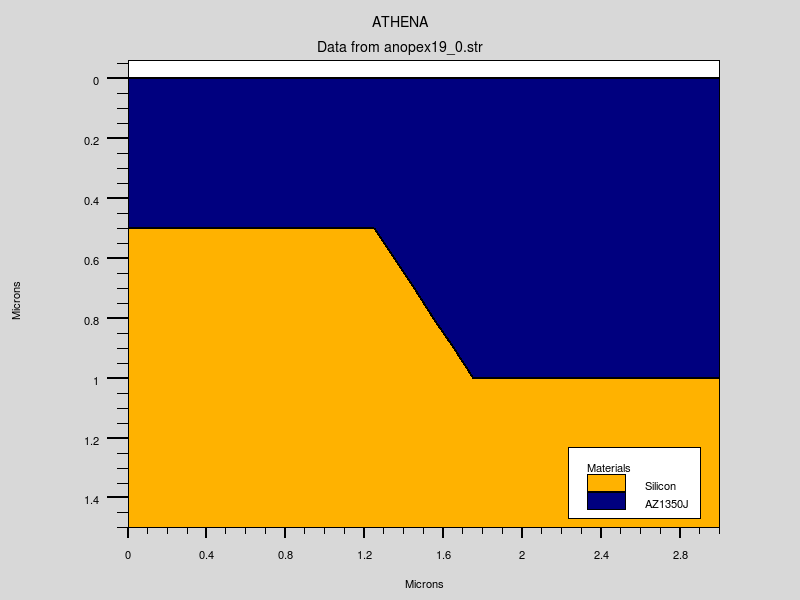 ATHENA
Data from anopex19_0.str
0
0.2
0.4
0.6
0.8
1
1.2
1.4
Microns
Materials
Silicon
AZ1350J
0 0.4 0.8 1.2 1.6 2 2.4 2.8
Microns